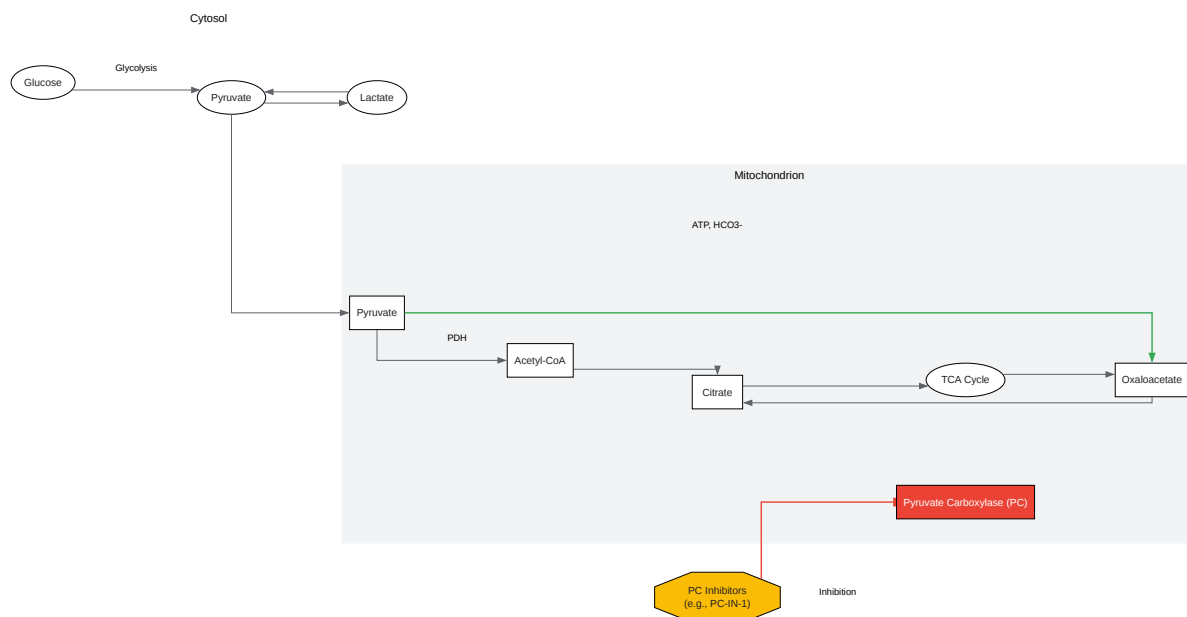 Cytosol
Glycolysis
Glucose
Pyruvate
Lactate
Mitochondrion
ATP, HCO3-
Pyruvate
PDH
Acetyl-CoA
TCA Cycle
Oxaloacetate
Citrate
Pyruvate Carboxylase (PC)
PC Inhibitors
(e.g., PC-IN-1)
Inhibition